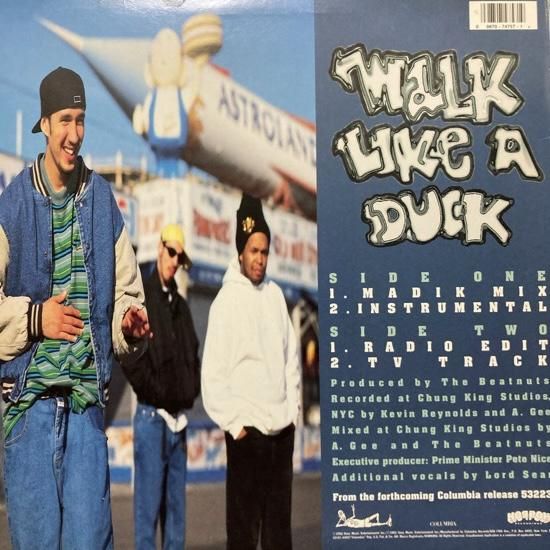 ASTROLAND
WALK
LIKE A
DUCK
SIDE ONE
1. MADIK MIX
2. INSTRUMENTAL
SIDE TWO
1. RADIO EDIT
2. TV TRACK
Produced by The Beatnuts
Recorded at Chung King Studios,
NYC by Kevin Reynolds and A. Gee
Mixed at Chung King Studios by
A. Gee and The Beatnuts
Executive producer: Prime Minister Pete Nice
Additional vocals by Lord Sear
From the forthcoming Columbia release 53223
COLUMBIA